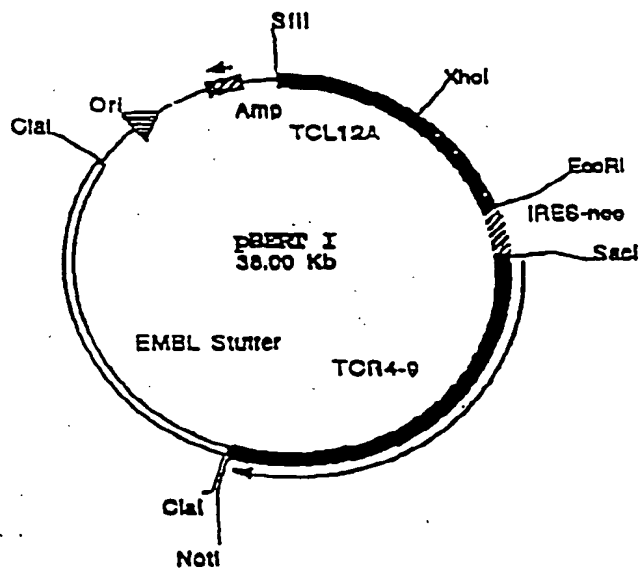 SfiI
XhoI
EcoRI
IRES-neo
SacI
TCL12A
Amp
Ori
ClaI
pBERT I
38.00 Kb
EMBL Stutter
TCR4-9
ClaI
NotI